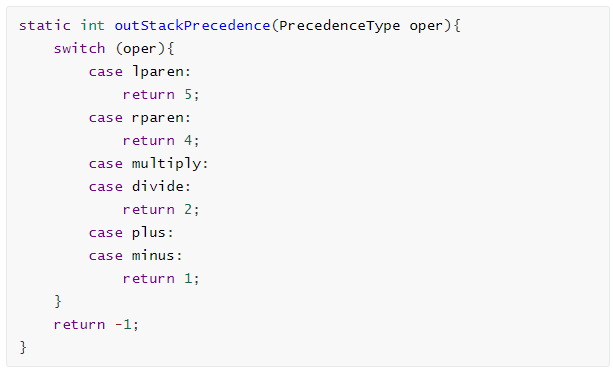 static int outStackPrecedence(PrecedenceType oper){
    switch (oper){
        case lparen:
            return 5;
        case rparen:
            return 4;
        case multiply:
        case divide:
            return 2;
        case plus:
        case minus:
            return 1;
    }
    return -1;
}